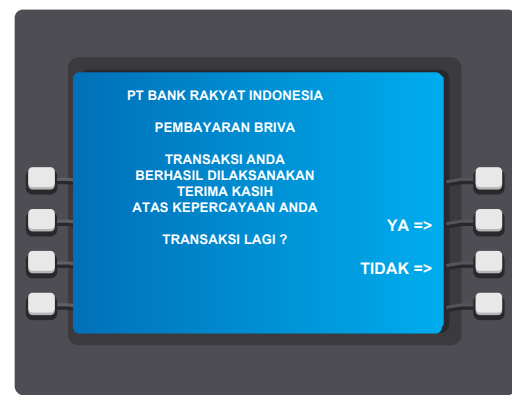 PT BANK RAKYAT INDONESIA
PEMBAYARAN BRIVA
TRANSAKSI ANDA
BERHASIL DILAKSANAKAN
TERIMA KASIH
ATAS KEPERCAYAAN ANDA
TRANSAKSI LAGI ?
YA =>
TIDAK =>